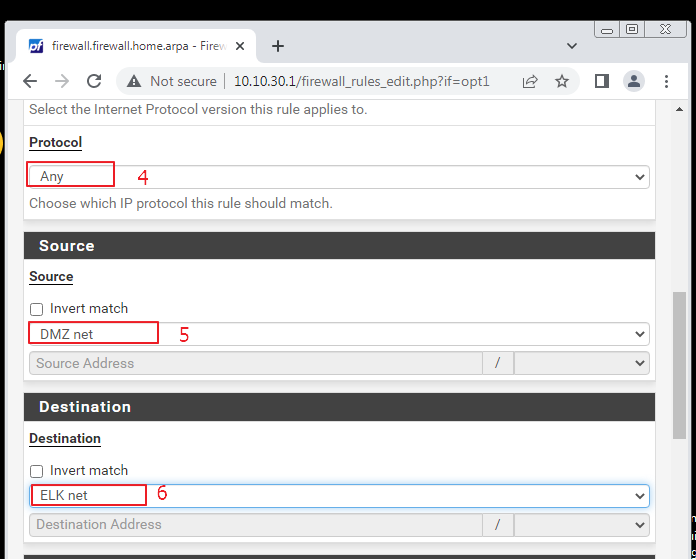 firewall.firewall.home.arpa - Firew
Not secure 10.10.30.1/firewall_rules_edit.php?if=opt1
Select the Internet Protocol version this rule applies to.
Protocol
Any 4
Choose which IP protocol this rule should match.
Source
Source
Invert match
DMZ net 5
Source Address /
Destination
Destination
Invert match
ELK net 6
Destination Address /